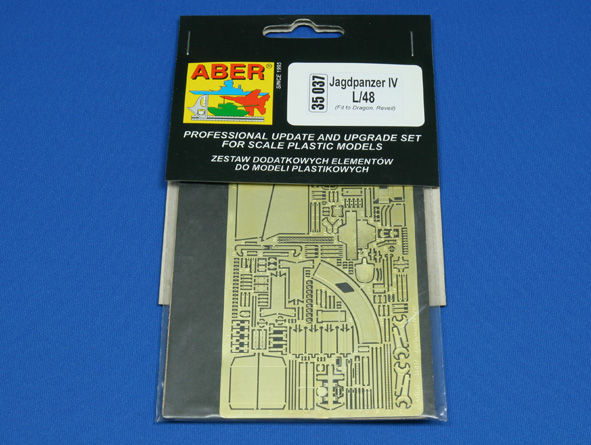 ABER®
SINCE 1995
35 037
Jagdpanzer IV
L/48
(Fit to Dragon, Revell)
PROFESSIONAL UPDATE AND UPGRADE SET
FOR SCALE PLASTIC MODELS
ZESTAW DODATKOWYCH ELEMENTÓW
DO MODELI PLASTIKOWYCH